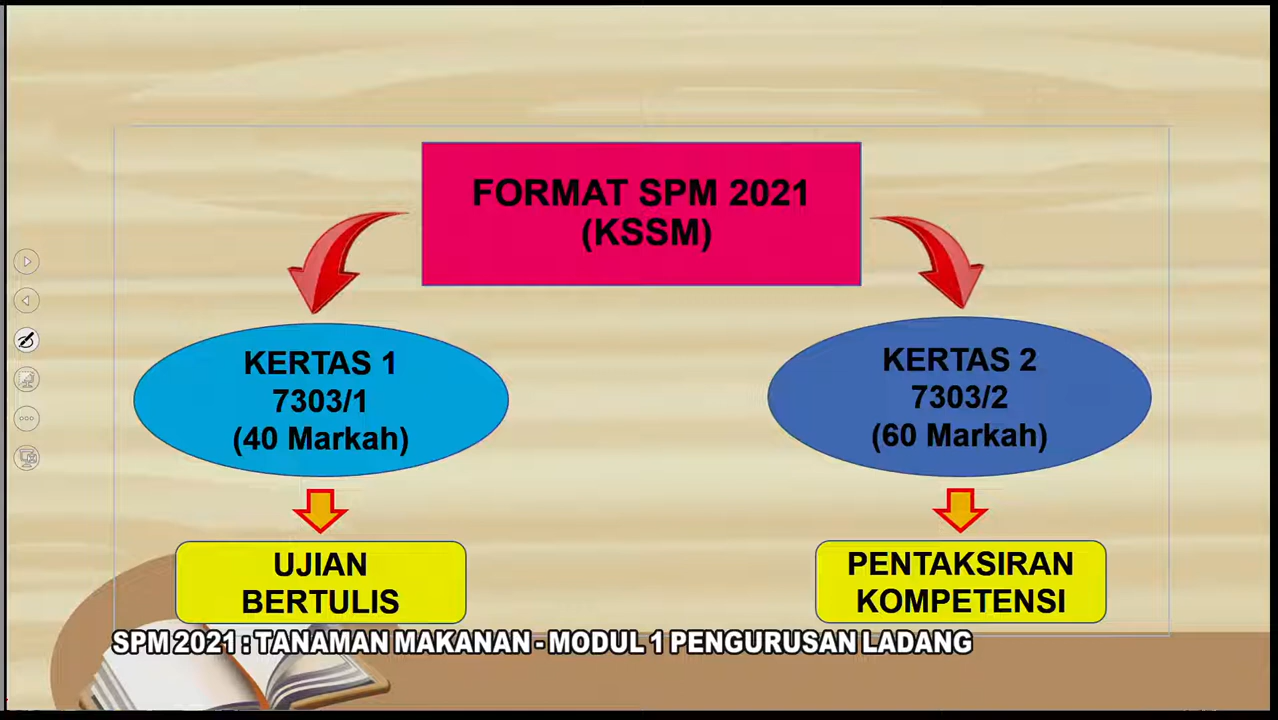 FORMAT SPM 2021
(KSSM)
KERTAS 1
7303/1
(40 Markah)
KERTAS 2
7303/2
(60 Markah)
UJIAN
BERTULIS
PENTAKSIRAN
KOMPETENSI
SPM 2021 : TANAMAN MAKANAN - MODUL 1 PENGURUSAN LADANG